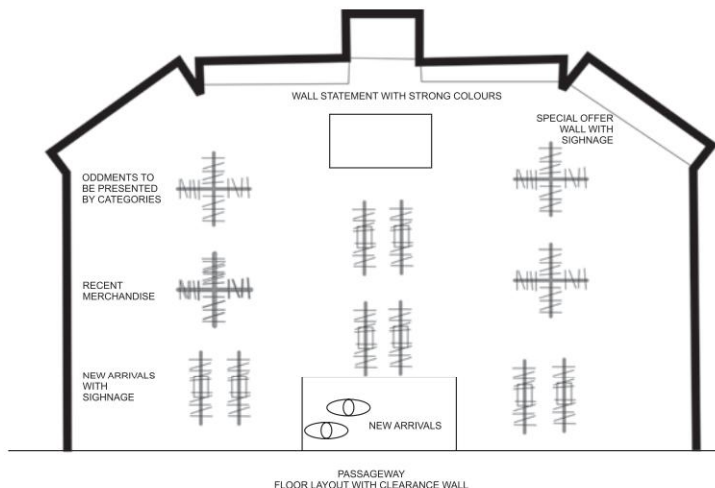 WALL STATEMENT WITH STRONG COLOURS
SPECIAL OFFER
WALL WITH
SIGHNAGE
ODDMENTS TO
BE PRESENTED
BY CATEGORIES
RECENT
MERCHANDISE
NEW ARRIVALS
WITH
SIGHNAGE
NEW ARRIVALS
PASSAGEWAY
FLOOR LAYOUT WITH CLEARANCE WALL